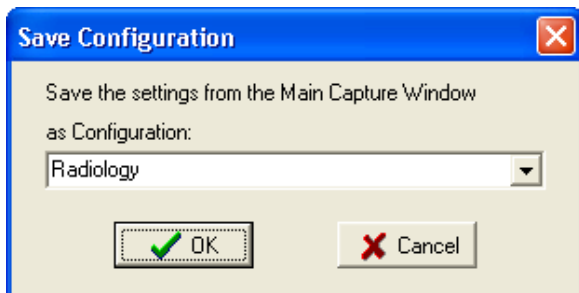 Save Configuration
Save the settings from the Main Capture Window
as Configuration:
Radiology
OK
Cancel